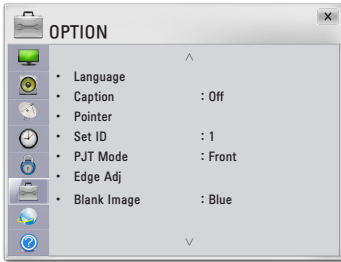 OPTION
• Language
• Caption : Off
• Pointer
• Set ID : 1
• PJT Mode : Front
• Edge Adj
• Blank Image : Blue